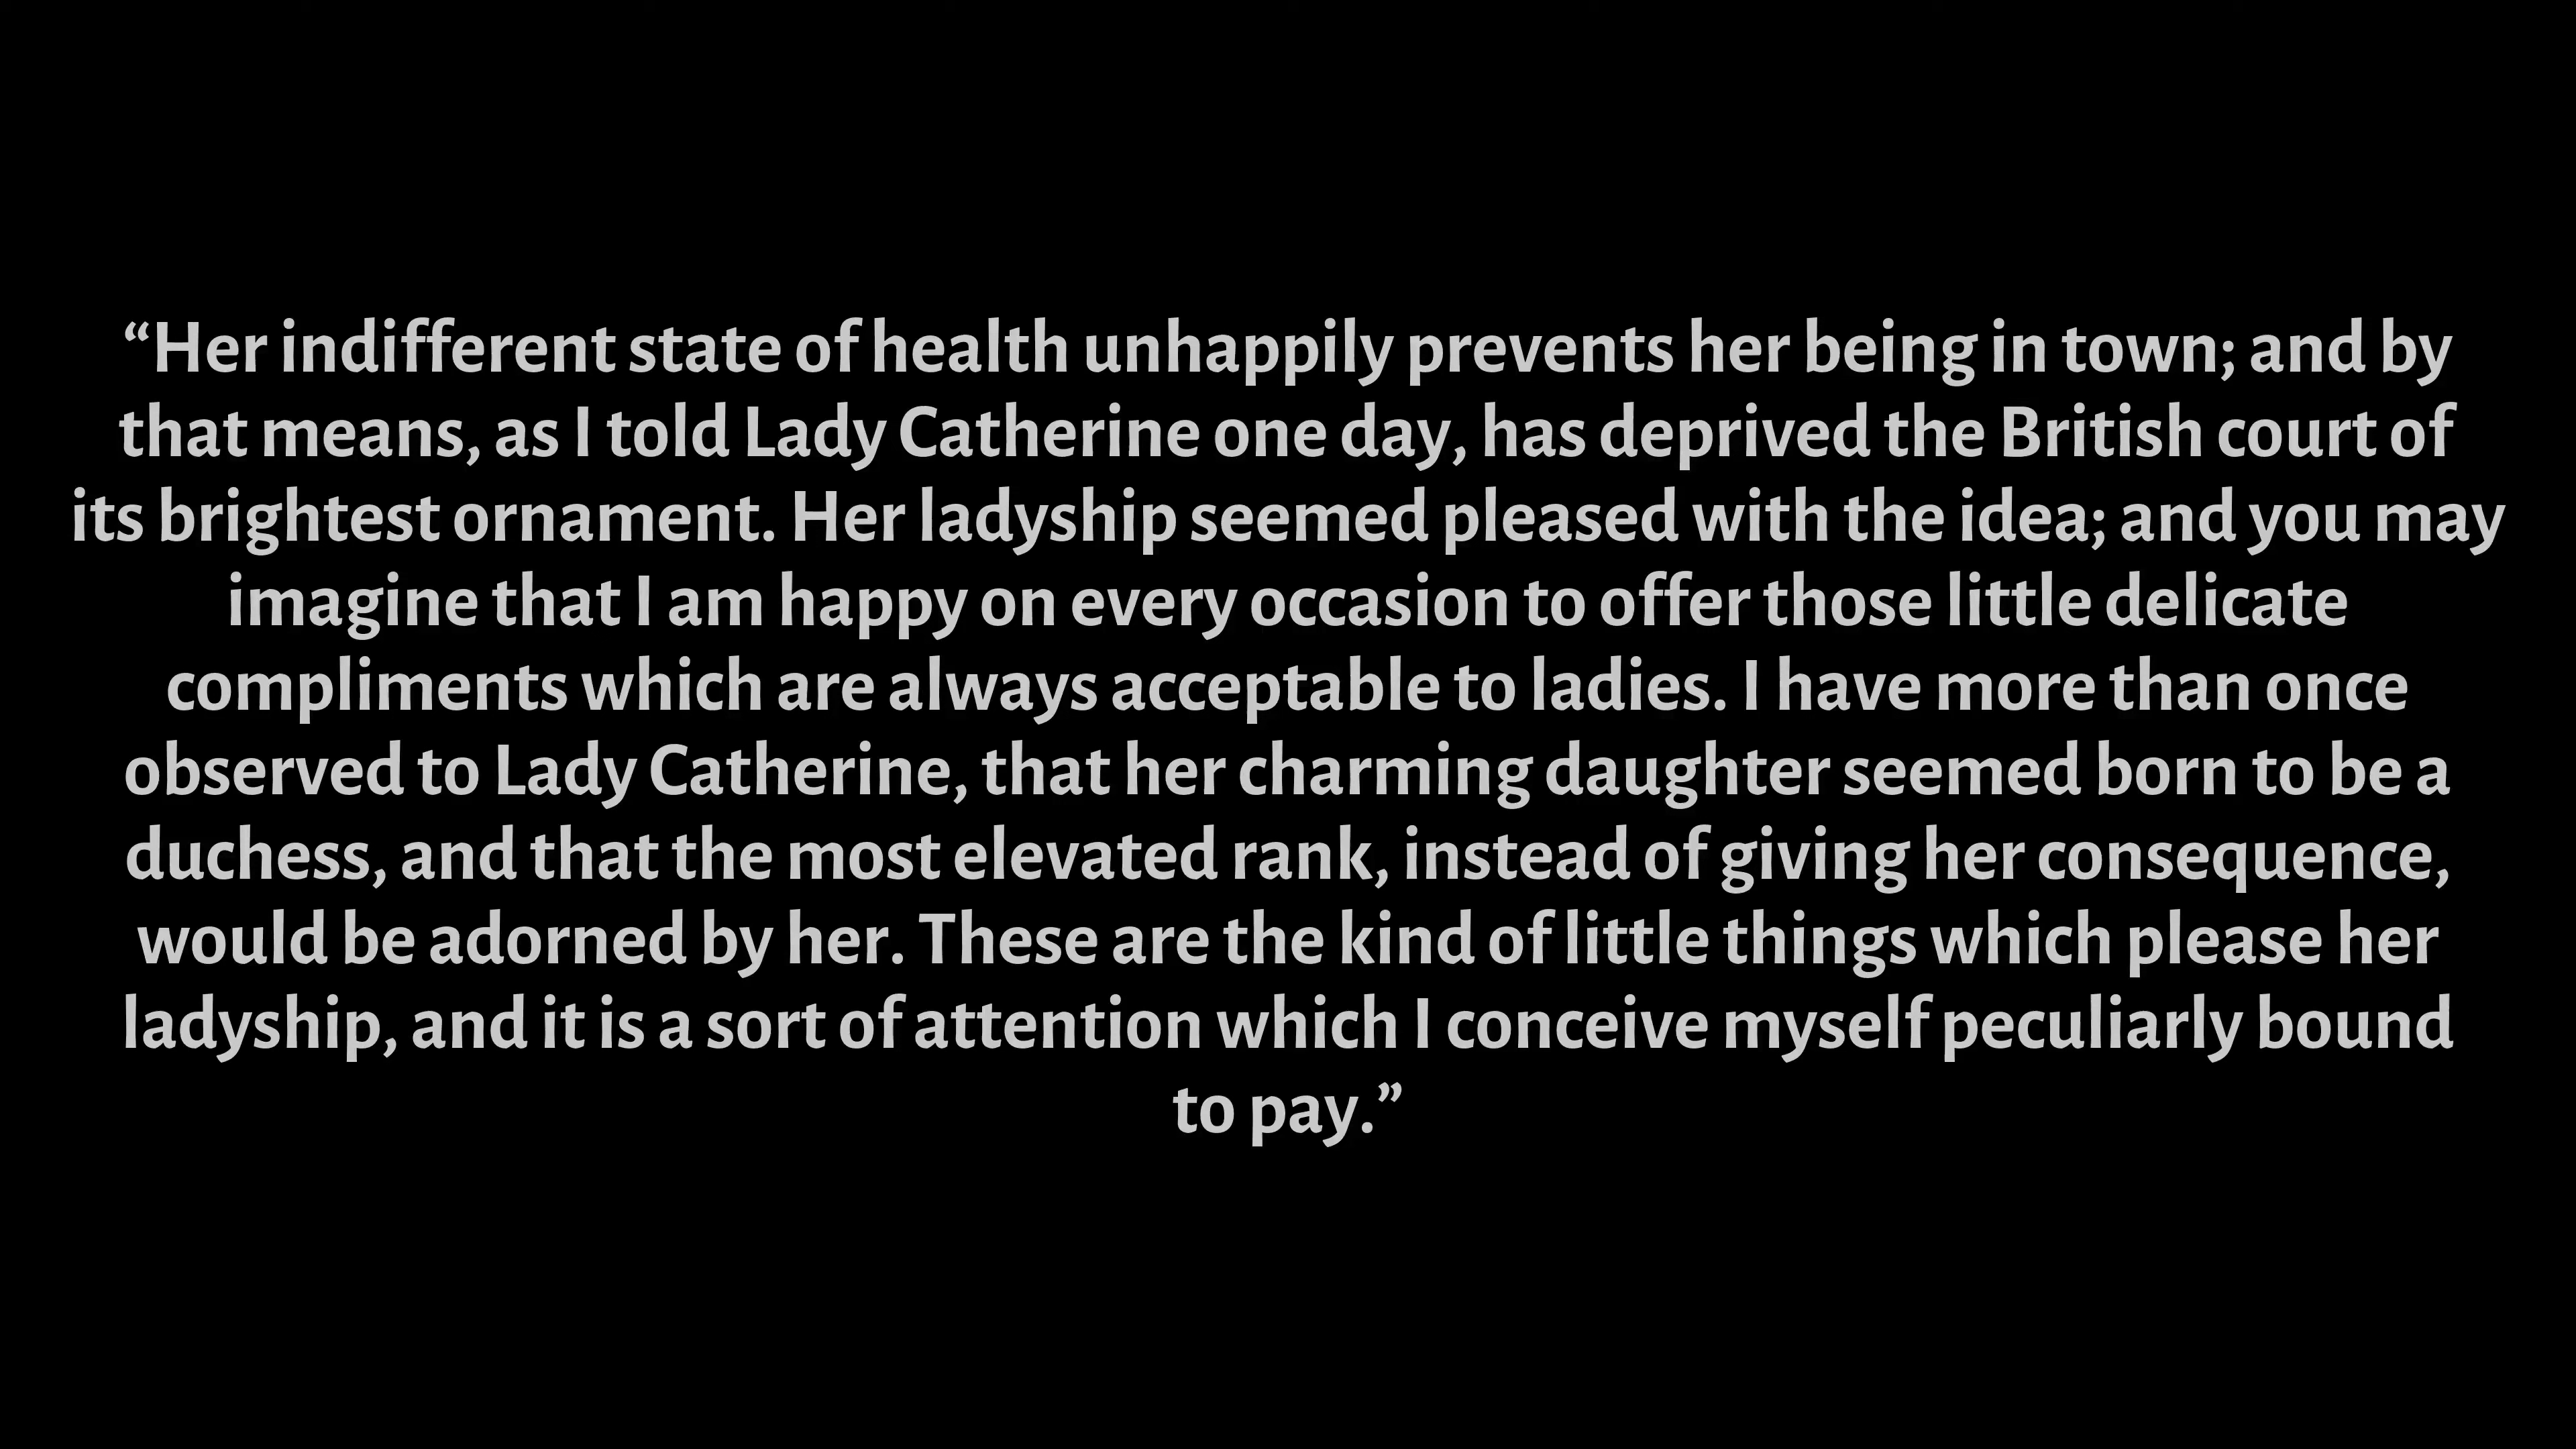 “Her indifferent state of health unhappily prevents her being in town; and by
that means, as I told Lady Catherine one day, has deprived the British court of
its brightest ornament. Her ladyship seemed pleased with the idea; and you may
imagine that I am happy on every occasion to offer those little delicate
compliments which are always acceptable to ladies. I have more than once
observed to Lady Catherine, that her charming daughter seemed born to be a
duchess, and that the most elevated rank, instead of giving her consequence,
would be adorned by her. These are the kind of little things which please her
ladyship, and it is a sort of attention which I conceive myself peculiarly bound
to pay.”